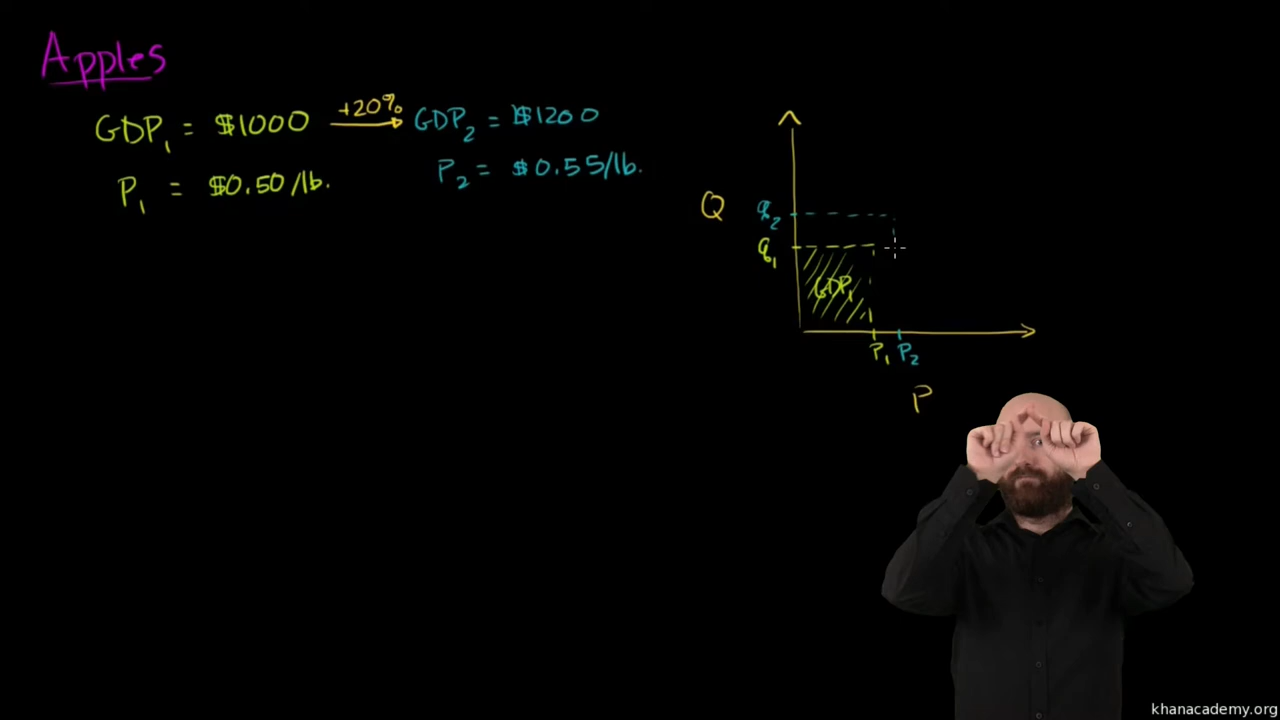 Apples
GDP₁ = $1000 +20% GDP₂ = $1200
P₁ = $0.50/lb. P₂ = $0.55/lb.
Q
q₂
q₁
GDP₁
P₁ P₂
P
khanacademy.org